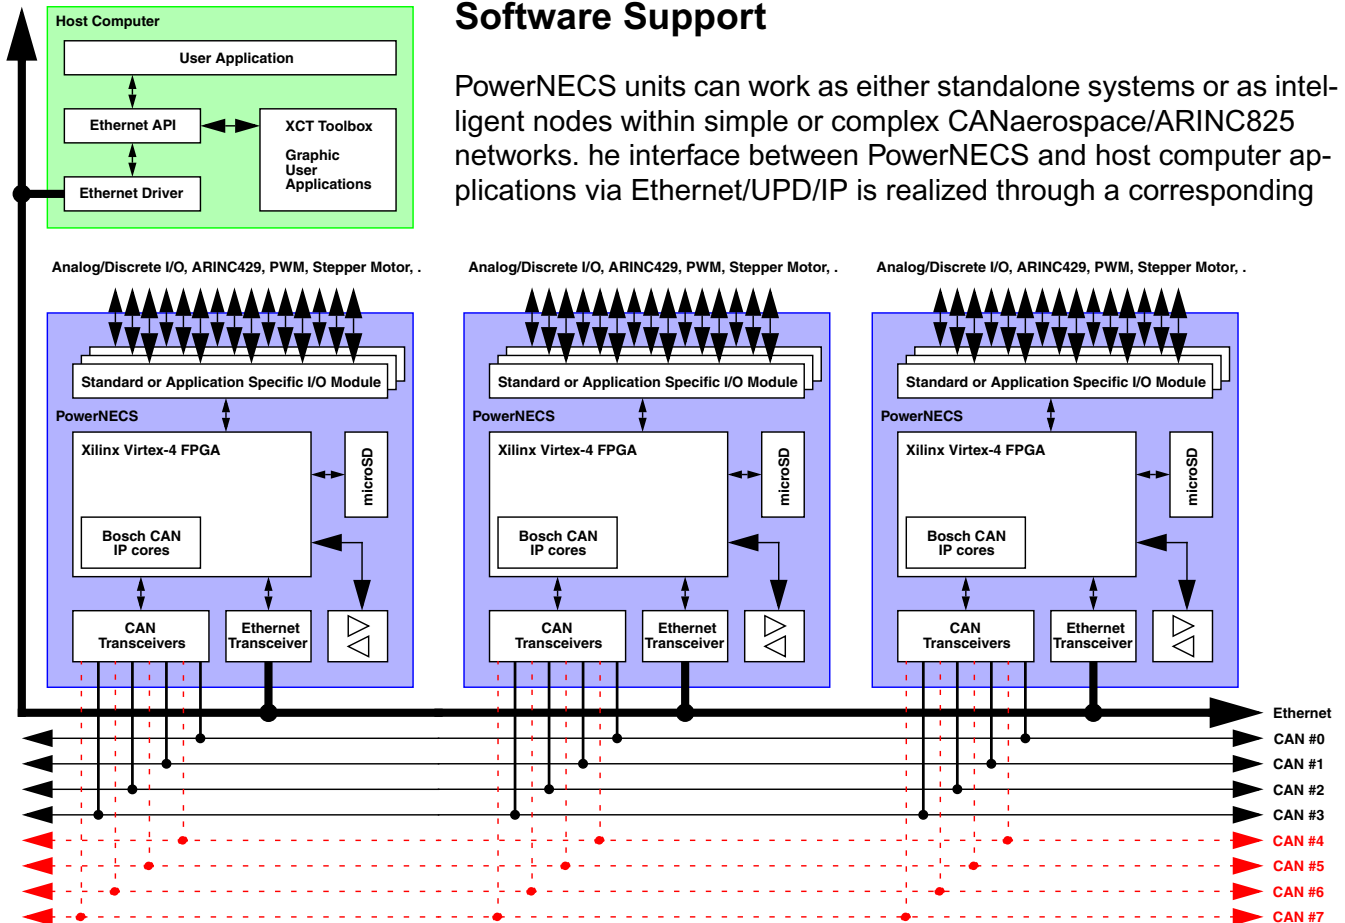 Host Computer
User Application
Ethernet API
XCT Toolbox
Graphic
User
Applications
Ethernet Driver
Software Support
PowerNECS units can work as either standalone systems or as intel-
ligent nodes within simple or complex CANaerospace/ARINC825
networks. he interface between PowerNECS and host computer ap-
plications via Ethernet/UPD/IP is realized through a corresponding
Analog/Discrete I/O, ARINC429, PWM, Stepper Motor, .
Standard or Application Specific I/O Module
PowerNECS
Xilinx Virtex-4 FPGA
microSD
Bosch CAN
IP cores
CAN
Transceivers
Ethernet
Transceiver
Analog/Discrete I/O, ARINC429, PWM, Stepper Motor, .
Standard or Application Specific I/O Module
PowerNECS
Xilinx Virtex-4 FPGA
microSD
Bosch CAN
IP cores
CAN
Transceivers
Ethernet
Transceiver
Analog/Discrete I/O, ARINC429, PWM, Stepper Motor, .
Standard or Application Specific I/O Module
PowerNECS
Xilinx Virtex-4 FPGA
microSD
Bosch CAN
IP cores
CAN
Transceivers
Ethernet
Transceiver
Ethernet
CAN #0
CAN #1
CAN #2
CAN #3
CAN #4
CAN #5
CAN #6
CAN #7